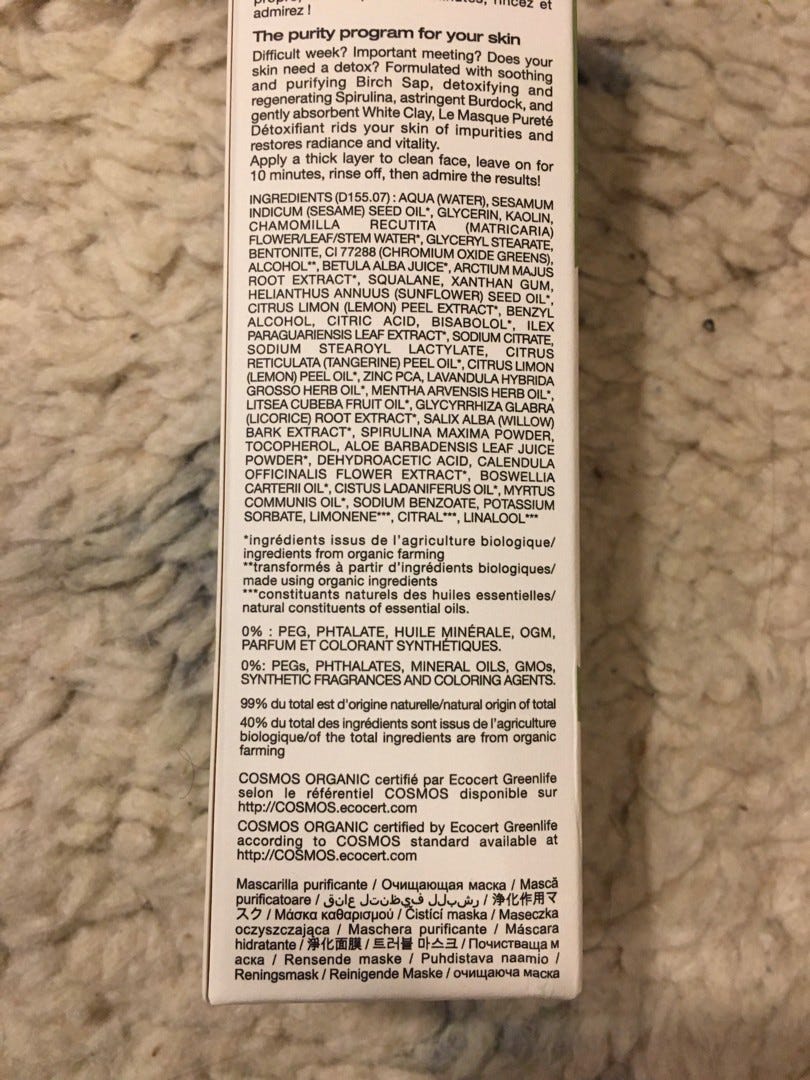 propre, minutes, rincez et
admirez !
The purity program for your skin
Difficult week? Important meeting? Does your
skin need a detox? Formulated with soothing
and purifying Birch Sap, detoxifying and
regenerating Spirulina, astringent Burdock, and
gently absorbent White Clay, Le Masque Pureté
Détoxifiant rids your skin of impurities and
restores radiance and vitality.
Apply a thick layer to clean face, leave on for
10 minutes, rinse off, then admire the results!
INGREDIENTS (D155.07) : AQUA (WATER), SESAMUM
INDICUM (SESAME) SEED OIL*, GLYCERIN, KAOLIN,
CHAMOMILLA RECUTITA (MATRICARIA)
FLOWER/LEAF/STEM WATER*, GLYCERYL STEARATE,
BENTONITE, CI 77288 (CHROMIUM OXIDE GREENS),
ALCOHOL**, BETULA ALBA JUICE*, ARCTIUM MAJUS
ROOT EXTRACT*, SQUALANE, XANTHAN GUM,
HELIANTHUS ANNUUS (SUNFLOWER) SEED OIL*,
CITRUS LIMON (LEMON) PEEL EXTRACT*, BENZYL
ALCOHOL, CITRIC ACID, BISABOLOL*, ILEX
PARAGUARIENSIS LEAF EXTRACT*, SODIUM CITRATE,
SODIUM STEAROYL LACTYLATE, CITRUS
RETICULATA (TANGERINE) PEEL OIL*, CITRUS LIMON
(LEMON) PEEL OIL*, ZINC PCA, LAVANDULA HYBRIDA
GROSSO HERB OIL*, MENTHA ARVENSIS HERB OIL*,
LITSEA CUBEBA FRUIT OIL*, GLYCYRRHIZA GLABRA
(LICORICE) ROOT EXTRACT*, SALIX ALBA (WILLOW)
BARK EXTRACT*, SPIRULINA MAXIMA POWDER,
TOCOPHEROL, ALOE BARBADENSIS LEAF JUICE
POWDER*, DEHYDROACETIC ACID, CALENDULA
OFFICINALIS FLOWER EXTRACT*, BOSWELLIA
CARTERII OIL*, CISTUS LADANIFERUS OIL*, MYRTUS
COMMUNIS OIL*, SODIUM BENZOATE, POTASSIUM
SORBATE, LIMONENE***, CITRAL***, LINALOOL***
*ingrédients issus de l'agriculture biologique/
ingredients from organic farming
**transformés à partir d'ingrédients biologiques/
made using organic ingredients
***constituants naturels des huiles essentielles/
natural constituents of essential oils.
0% : PEG, PHTALATE, HUILE MINÉRALE, OGM,
PARFUM ET COLORANT SYNTHÉTIQUES.
0%: PEGs, PHTHALATES, MINERAL OILS, GMOs,
SYNTHETIC FRAGRANCES AND COLORING AGENTS.
99% du total est d'origine naturelle/natural origin of total
40% du total des ingrédients sont issus de l'agriculture
biologique/of the total ingredients are from organic
farming
COSMOS ORGANIC certifié par Ecocert Greenlife
selon le référentiel COSMOS disponible sur
http://COSMOS.ecocert.com
COSMOS ORGANIC certified by Ecocert Greenlife
according to COSMOS standard available at
http://COSMOS.ecocert.com
Mascarilla purificante / Очищающая маска / Mască
purificatoare / رشبلل فيظنتل عانق / 浄化作用マ
スク / Μάσκα καθαρισμού / Čistící maska / Maseczka
oczyszczająca / Maschera purificante / Máscara
hidratante / 淨化面膜 / 트러블 마스크 / Почистваща м
аска / Rensende maske / Puhdistava naamio /
Reningsmask / Reinigende Maske / очищаюча маска